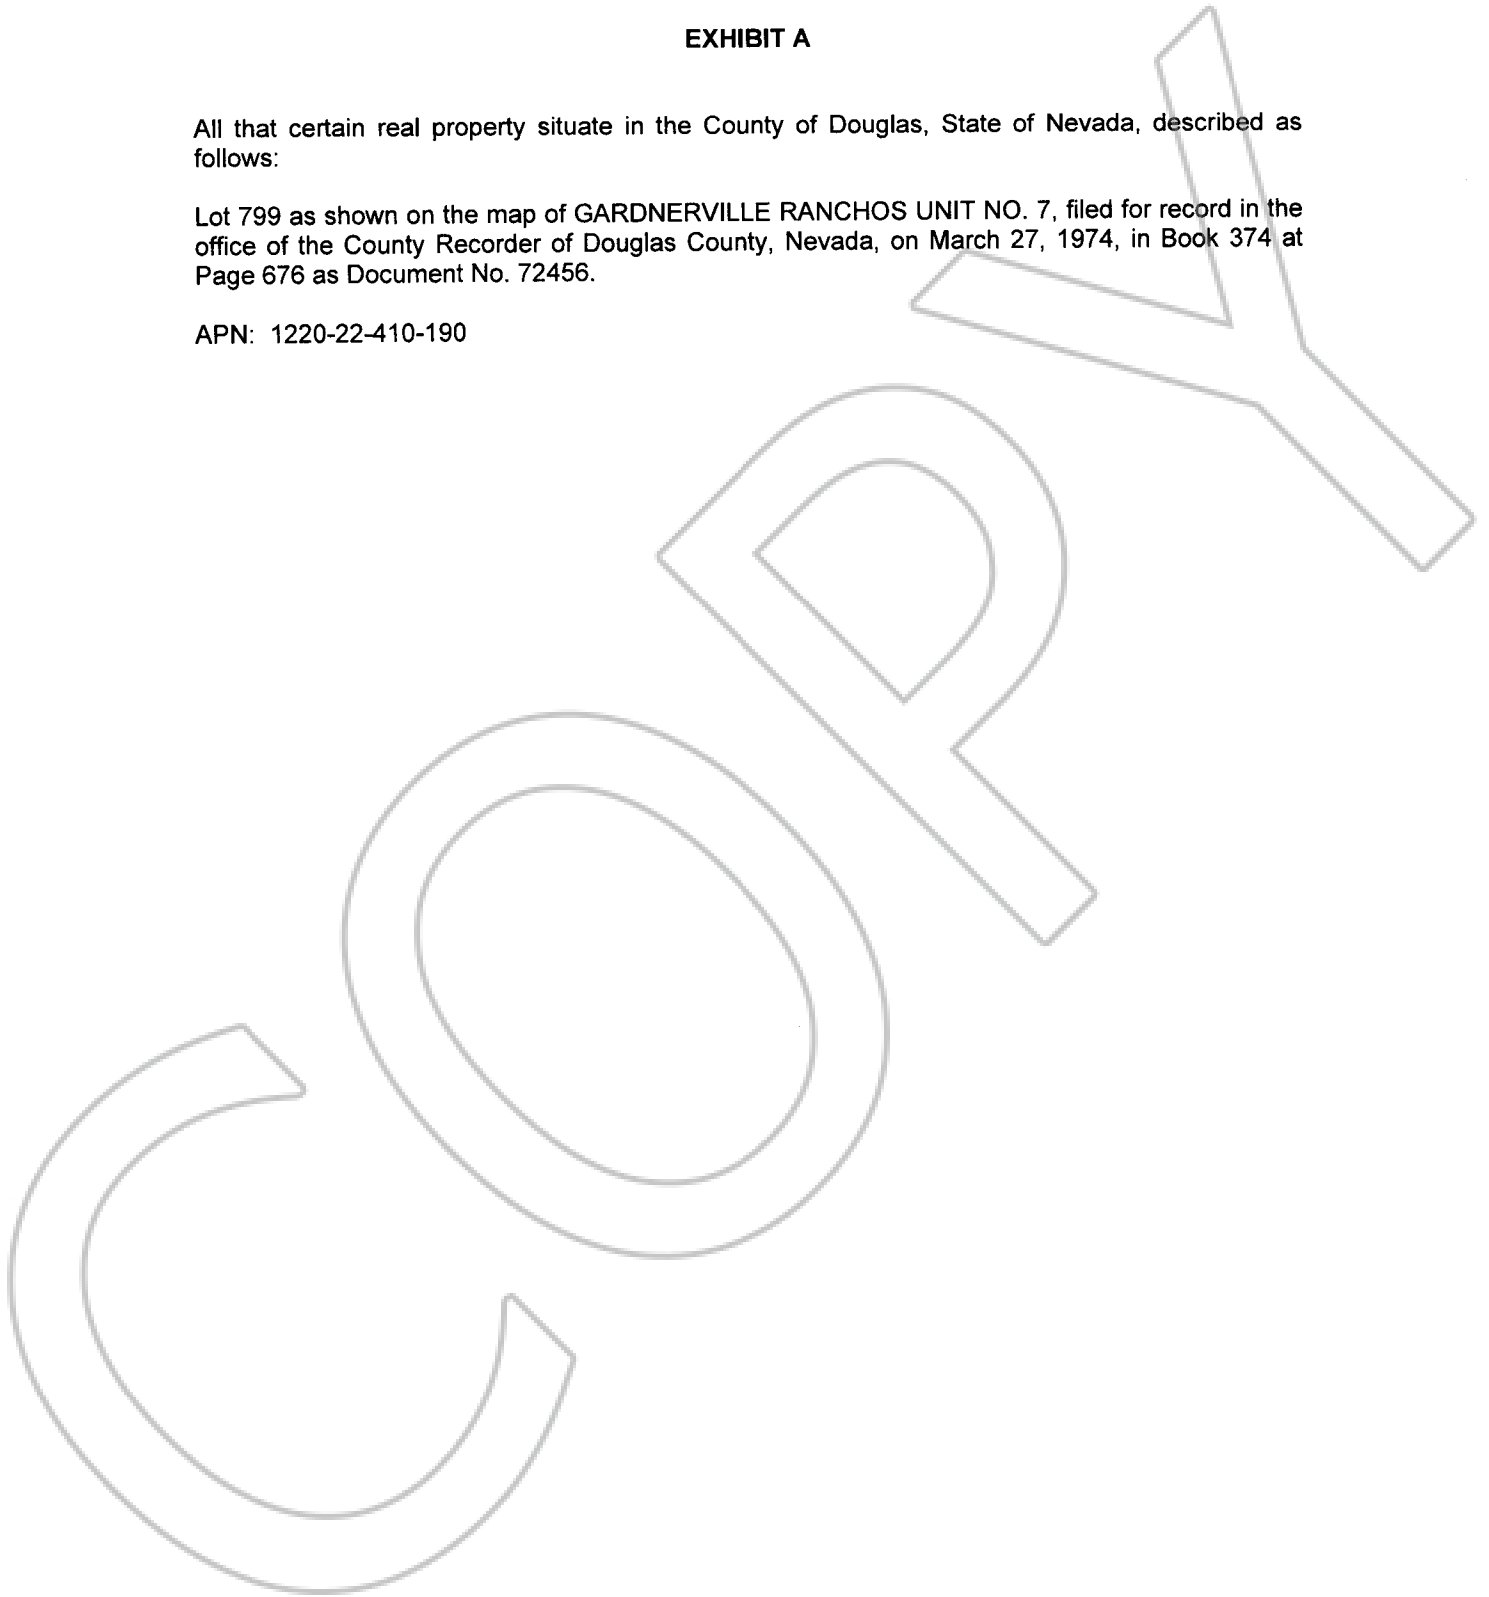 EXHIBIT A
All that certain real property situate in the County of Douglas, State of Nevada, described as
follows:
Lot 799 as shown on the map of GARDNERVILLE RANCHOS UNIT NO. 7, filed for record in the
office of the County Recorder of Douglas County, Nevada, on March 27, 1974, in Book 374 at
Page 676 as Document No. 72456.
APN: 1220-22-410-190
COPY